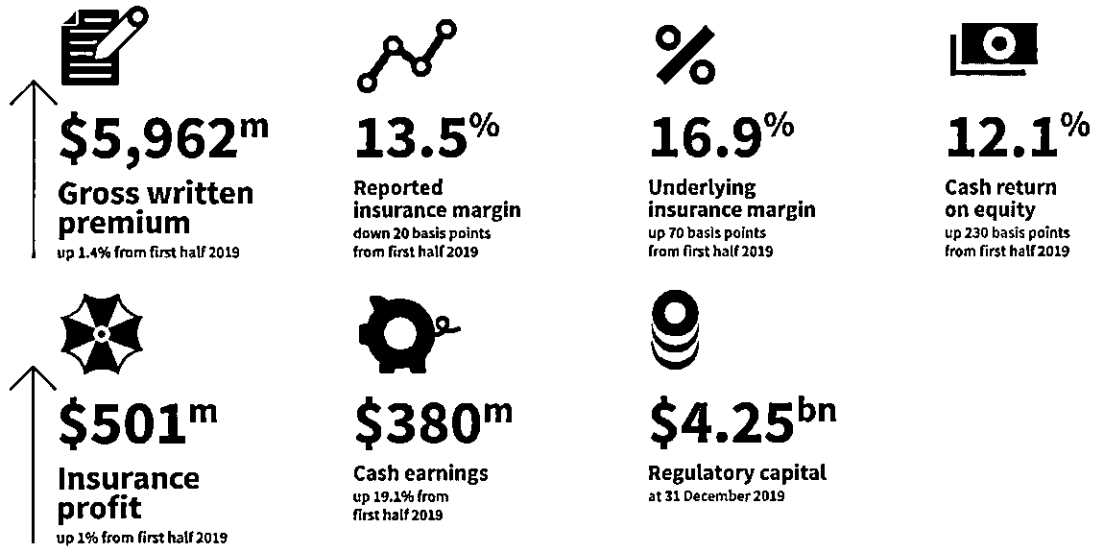 $5,962m
Gross written
premium
up 1.4% from first half 2019
13.5%
Reported
insurance margin
down 20 basis points
from first half 2019
16.9%
Underlying
insurance margin
up 70 basis points
from first half 2019
12.1%
Cash return
on equity
up 230 basis points
from first half 2019
$501m
Insurance
profit
up 1% from first half 2019
$380m
Cash earnings
up 19.1% from
first half 2019
$4.25bn
Regulatory capital
at 31 December 2019